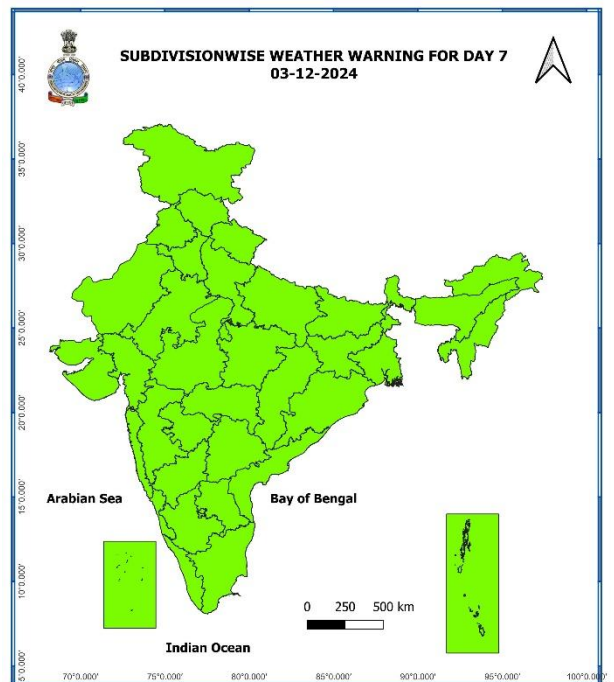 SUBDIVISIONWISE WEATHER WARNING FOR DAY 7
03-12-2024
40°0.000'
35°0.000'
30°0.000'
25°0.000'
20°0.000'
15°0.000'
10°0.000'
5°0.000'
Arabian Sea
Bay of Bengal
0 250 500 km
Indian Ocean
70°0.000' 75°0.000' 80°0.000' 85°0.000' 90°0.000' 95°0.000' 100°0.000'